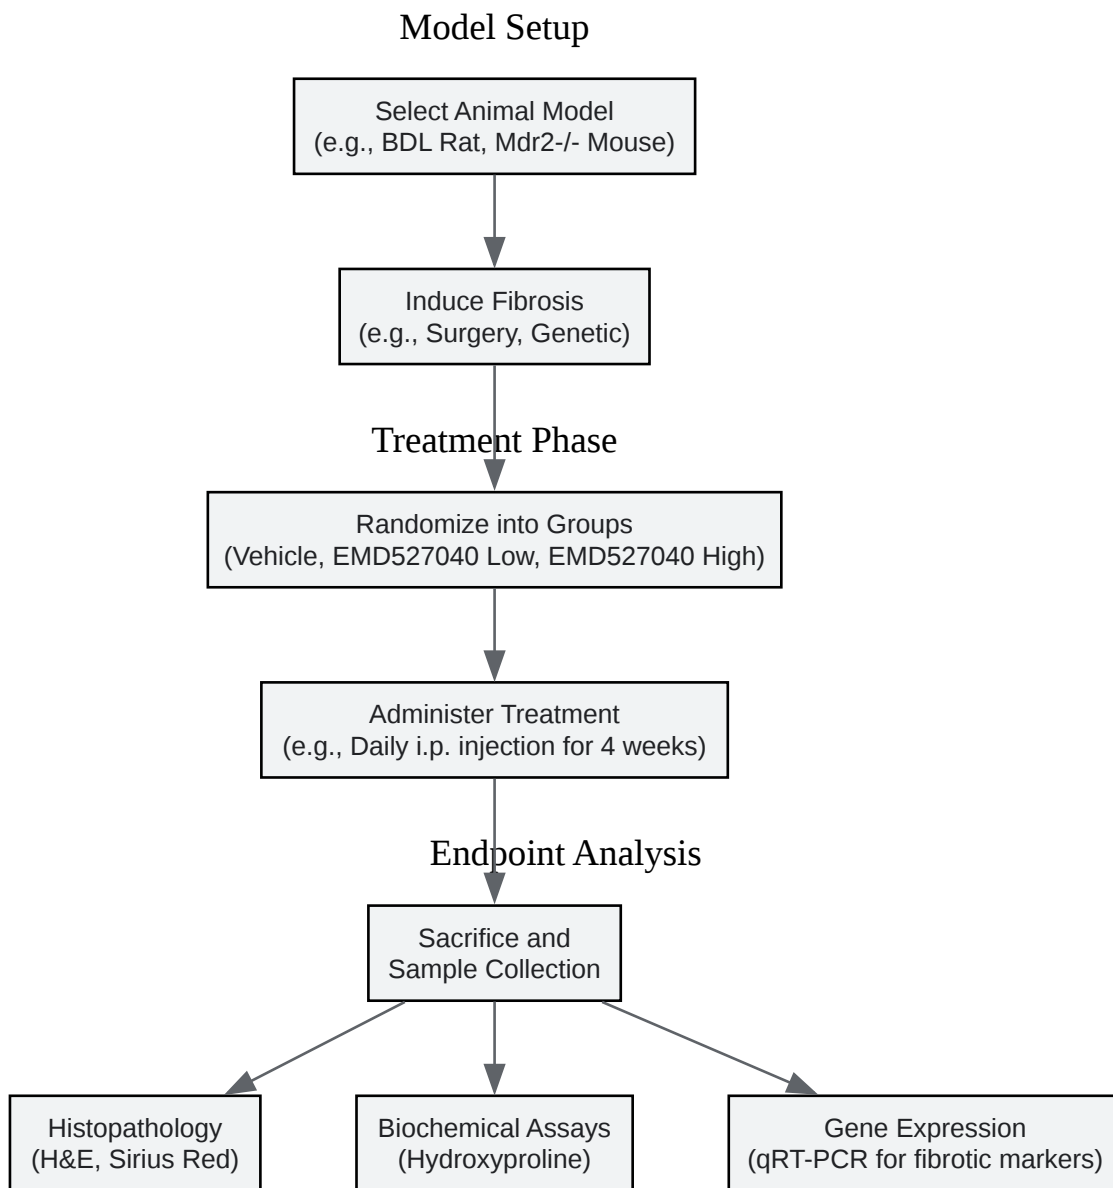 Model Setup
Select Animal Model
(e.g., BDL Rat, Mdr2-/- Mouse)
Induce Fibrosis
(e.g., Surgery, Genetic)
Treatment Phase
Randomize into Groups
(Vehicle, EMD527040 Low, EMD527040 High)
Administer Treatment
(e.g., Daily i.p. injection for 4 weeks)
Endpoint Analysis
Sacrifice and
Sample Collection
Histopathology
(H&E, Sirius Red)
Biochemical Assays
(Hydroxyproline)
Gene Expression
(qRT-PCR for fibrotic markers)